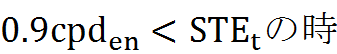 0.9cpd_en < STE_tの時